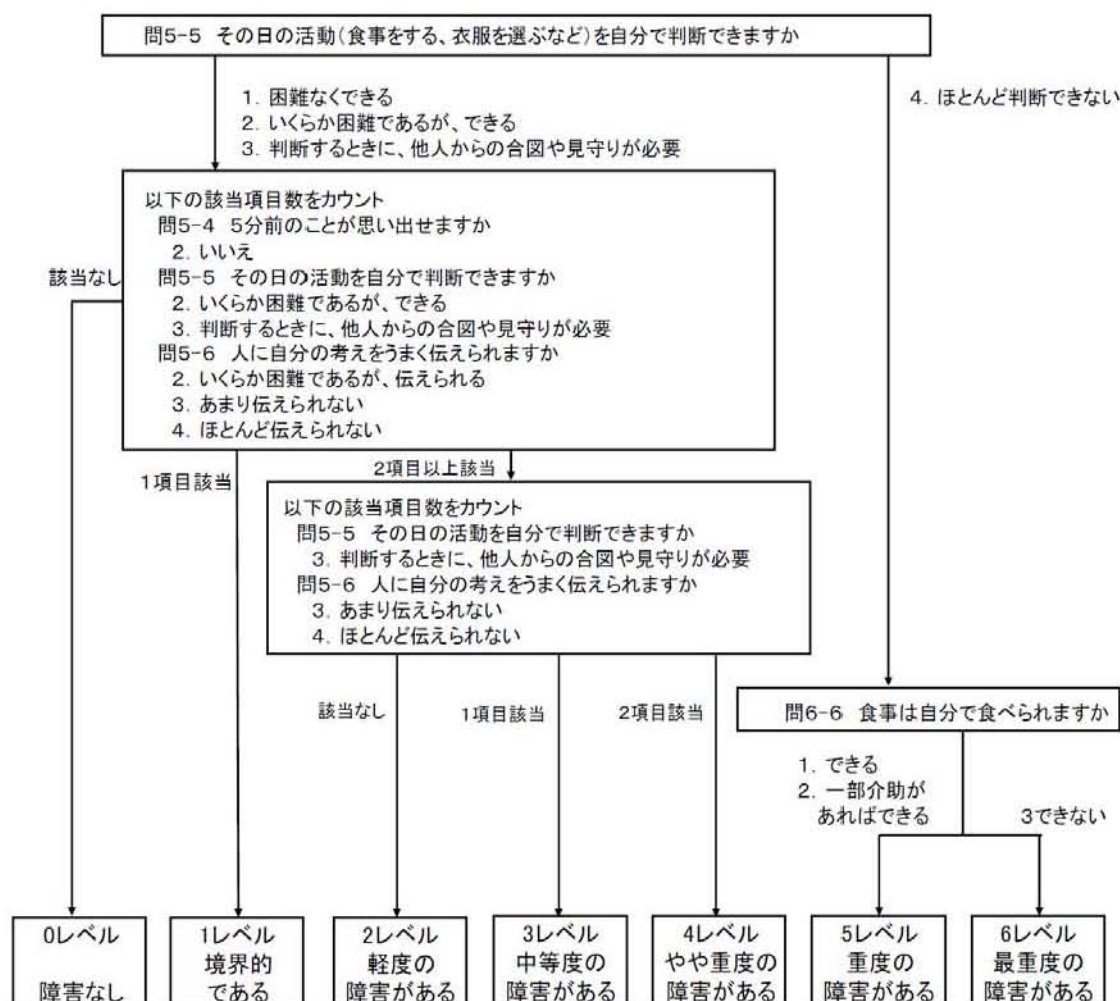 問5-5 その日の活動(食事をする、衣服を選ぶなど)を自分で判断できますか
1. 困難なくできる
2. いくらか困難であるが、できる
3. 判断するときに、他人からの合図や見守りが必要
4. ほとんど判断できない
以下の該当項目数をカウント
問5-4 5分前のことが思い出せますか
2. いいえ
問5-5 その日の活動を自分で判断できますか
2. いくらか困難であるが、できる
3. 判断するときに、他人からの合図や見守りが必要
問5-6 人に自分の考えをうまく伝えられますか
2. いくらか困難であるが、伝えられる
3. あまり伝えられない
4. ほとんど伝えられない
該当なし
1項目該当
2項目以上該当
以下の該当項目数をカウント
問5-5 その日の活動を自分で判断できますか
3. 判断するときに、他人からの合図や見守りが必要
問5-6 人に自分の考えをうまく伝えられますか
3. あまり伝えられない
4. ほとんど伝えられない
該当なし
1項目該当
2項目該当
問6-6 食事は自分で食べられますか
1. できる
2. 一部介助が
あればできる
3できない
0レベル
障害なし
1レベル
境界的
である
2レベル
軽度の
障害がある
3レベル
中等度の
障害がある
4レベル
やや重度の
障害がある
5レベル
重度の
障害がある
6レベル
最重度の
障害がある